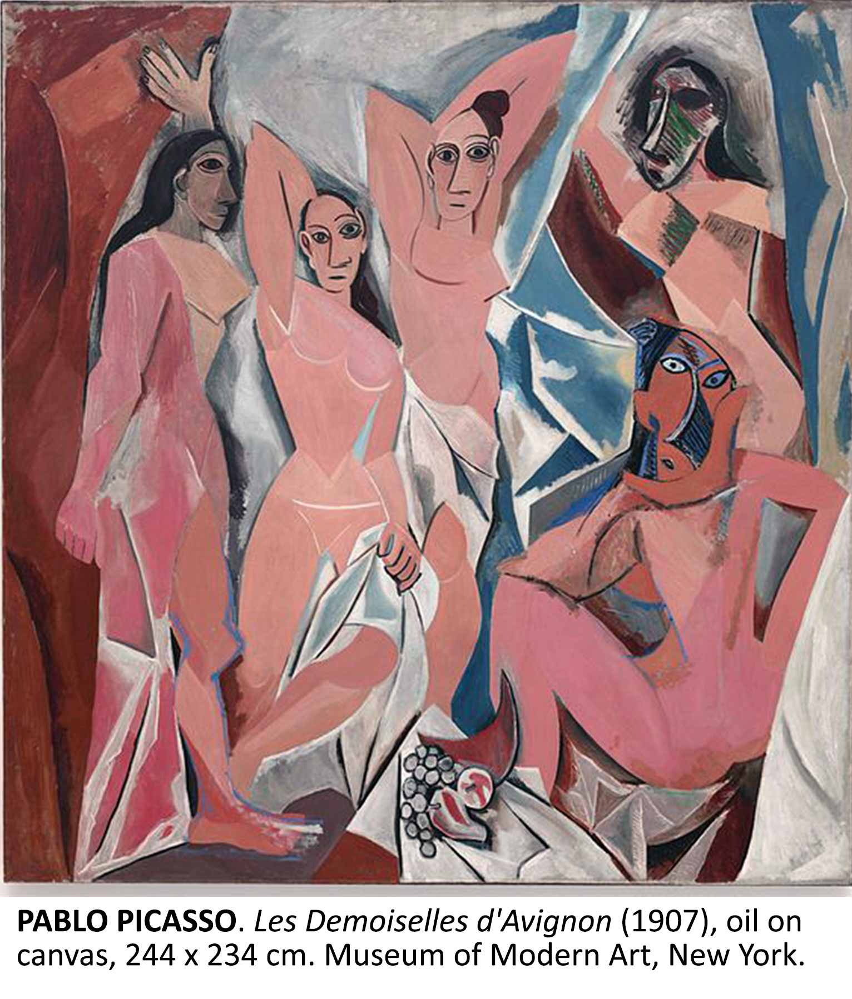 PABLO PICASSO. Les Demoiselles d'Avignon (1907), oil on
canvas, 244 x 234 cm. Museum of Modern Art, New York.